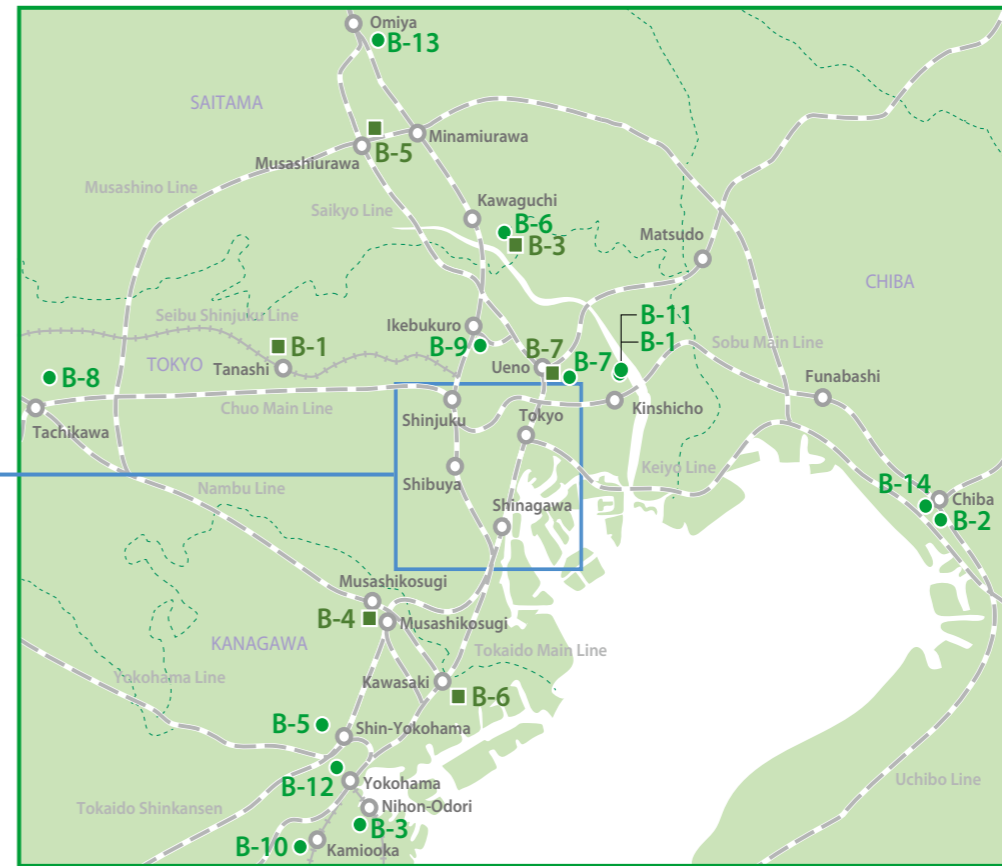 Omiya
B-13
SAITAMA
B-5
Minamiurawa
Musashiurawa
Musashino Line
Saikyo Line
Kawaguchi
B-6
B-3
Matsudo
CHIBA
Seibu Shinjuku Line
Ikebukuro
B-11
B-1
B-1
B-9
B-7
Sobu Main Line
TOKYO
Tanashi
Ueno
B-7
B-8
Funabashi
Chuo Main Line
Shinjuku
Kinshicho
Tachikawa
Tokyo
Shibuya
Keiyo Line
Nambu Line
B-14
Chiba
Shinagawa
B-2
Musashikosugi
B-4
Musashikosugi
KANAGAWA
Tokaido Main Line
Yokohama Line
Kawasaki
B-6
B-5
Shin-Yokohama
B-12
Yokohama
Uchibo Line
Tokaido Shinkansen
Nihon-Odori
B-3
B-10
Kamiooka